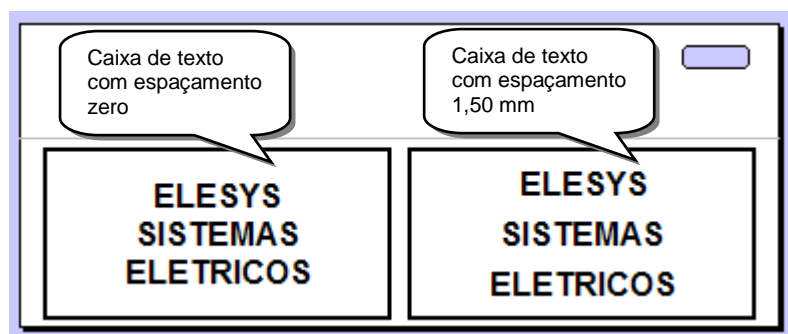 Caixa de texto
com espaçamento
zero
Caixa de texto
com espaçamento
1,50 mm
ELESYS
SISTEMAS
ELETRICOS
ELESYS
SISTEMAS
ELETRICOS